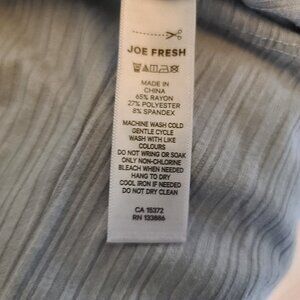 JOE FRESH
MADE IN
CHINA
65% RAYON
27% POLYESTER
8% SPANDEX
MACHINE WASH COLD
GENTLE CYCLE
WASH WITH LIKE
COLOURS
DO NOT WRING OR SOAK
ONLY NON-CHLORINE
BLEACH WHEN NEEDED
HANG TO DRY
COOL IRON IF NEEDED
DO NOT DRY CLEAN
CA 15372
RN 133886